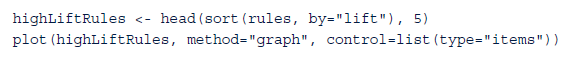 highLiftRules <- head(sort(rules, by="lift"), 5)
plot(highLiftRules, method="graph", control=list(type="items"))